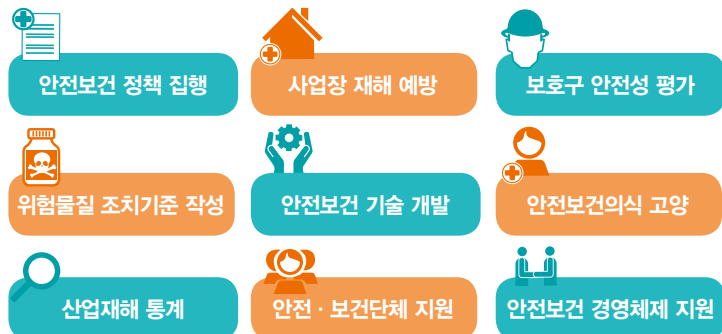 안전보건 정책 집행
사업장 재해 예방
보호구 안전성 평가
위험물질 조치기준 작성
안전보건 기술 개발
안전보건의식 고양
산업재해 통계
안전 · 보건단체 지원
안전보건 경영체제 지원